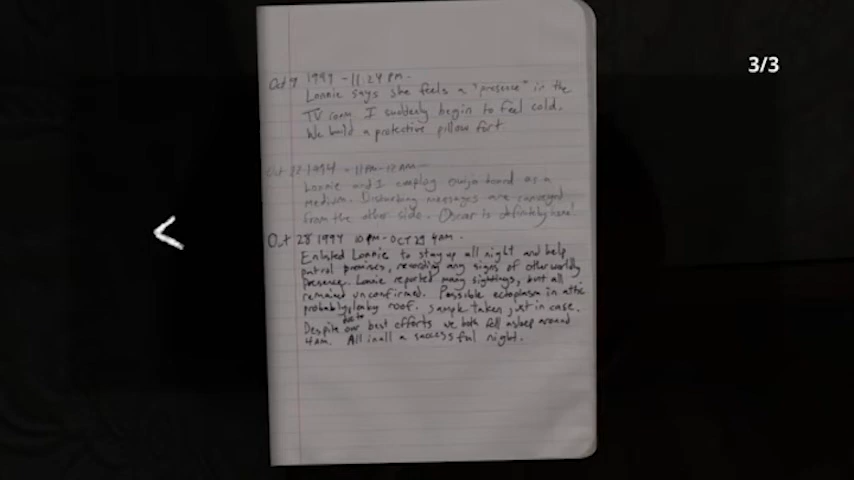 3/3
Oct 7 1994 - 11:24 PM -
Lonnie says she feels a "presence" in the
TV room I suddenly begin to feel cold.
We build a protective pillow fort
Oct 22 1994 - 11PM - 12AM -
Lonnie and I employ ouija board as a
medium. Disturbing messages are conveyed
from the other side. Oscar is definitely here!
Oct 28 1994 10PM - OCT 29 4AM -
Enlisted Lonnie to stay up all night and help
patrol premises, recording any signs of otherworldly
presence. Lonnie reported many sightings, but all
remained unconfirmed. Possible ectoplasm in attic
probably leaky roof. Sample taken just in case.
Despite our best efforts we both fell asleep around
4am. All in all a successful night.
<